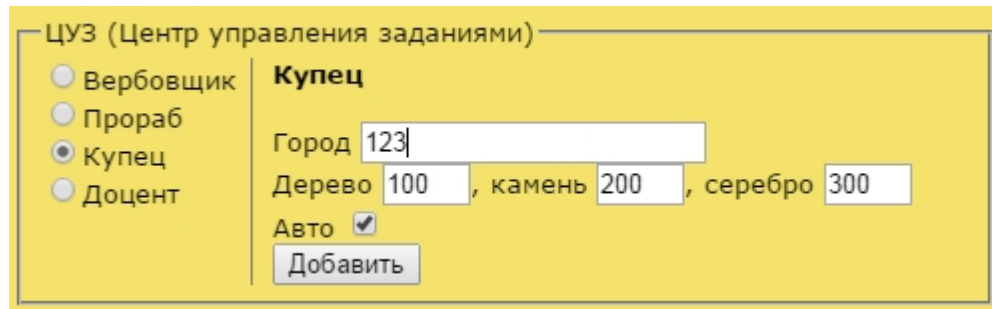 ЦУЗ (Центр управления заданиями)
Вербовщик
Прораб
Купец
Доцент
Купец
Город 123
Дерево 100 , камень 200 , серебро 300
Авто
Добавить